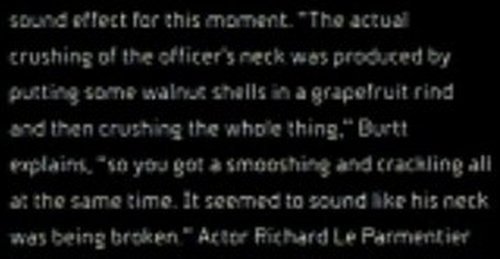 sound effect for this moment. "The actual
crushing of the officer's neck was produced by
putting some walnut shells in a grapefruit rind
and then crushing the whole thing," Burtt
explains, "so you got a smooshing and crackling all
at the same time. It seemed to sound like his neck
was being broken." Actor Richard Le Parmentier